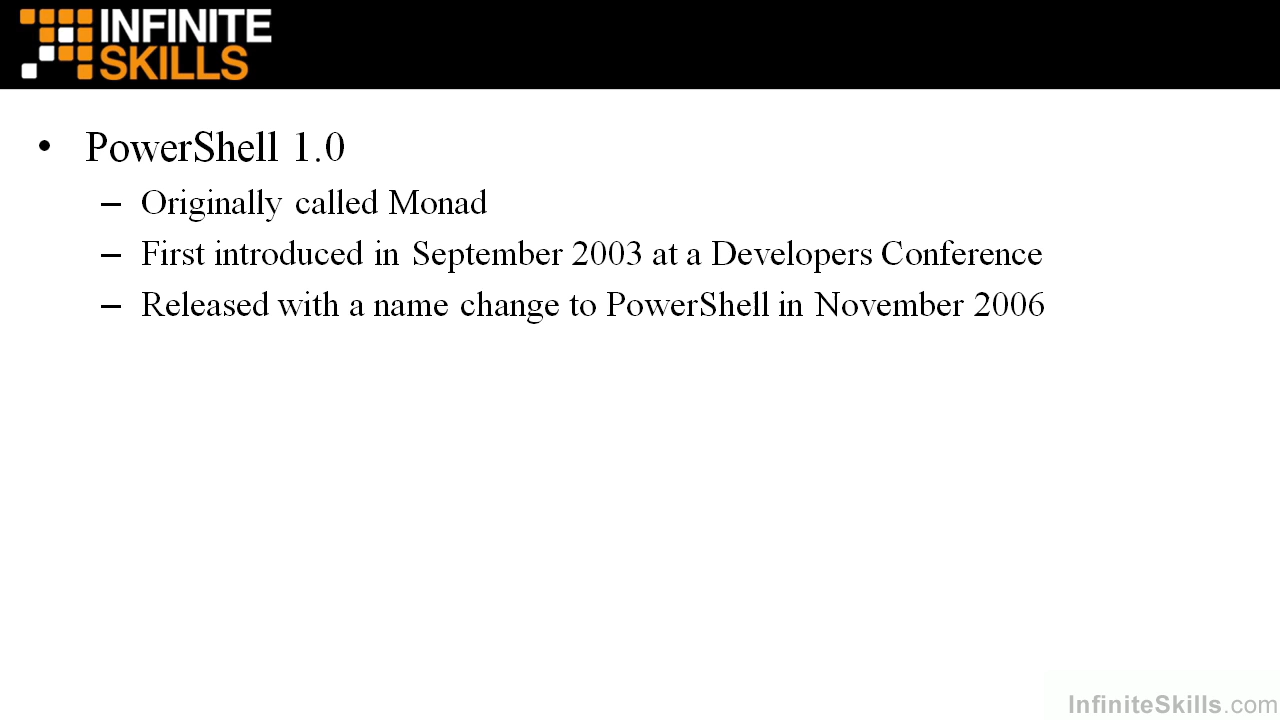 INFINITE
SKILLS
• PowerShell 1.0
– Originally called Monad
– First introduced in September 2003 at a Developers Conference
– Released with a name change to PowerShell in November 2006
InfiniteSkills.com